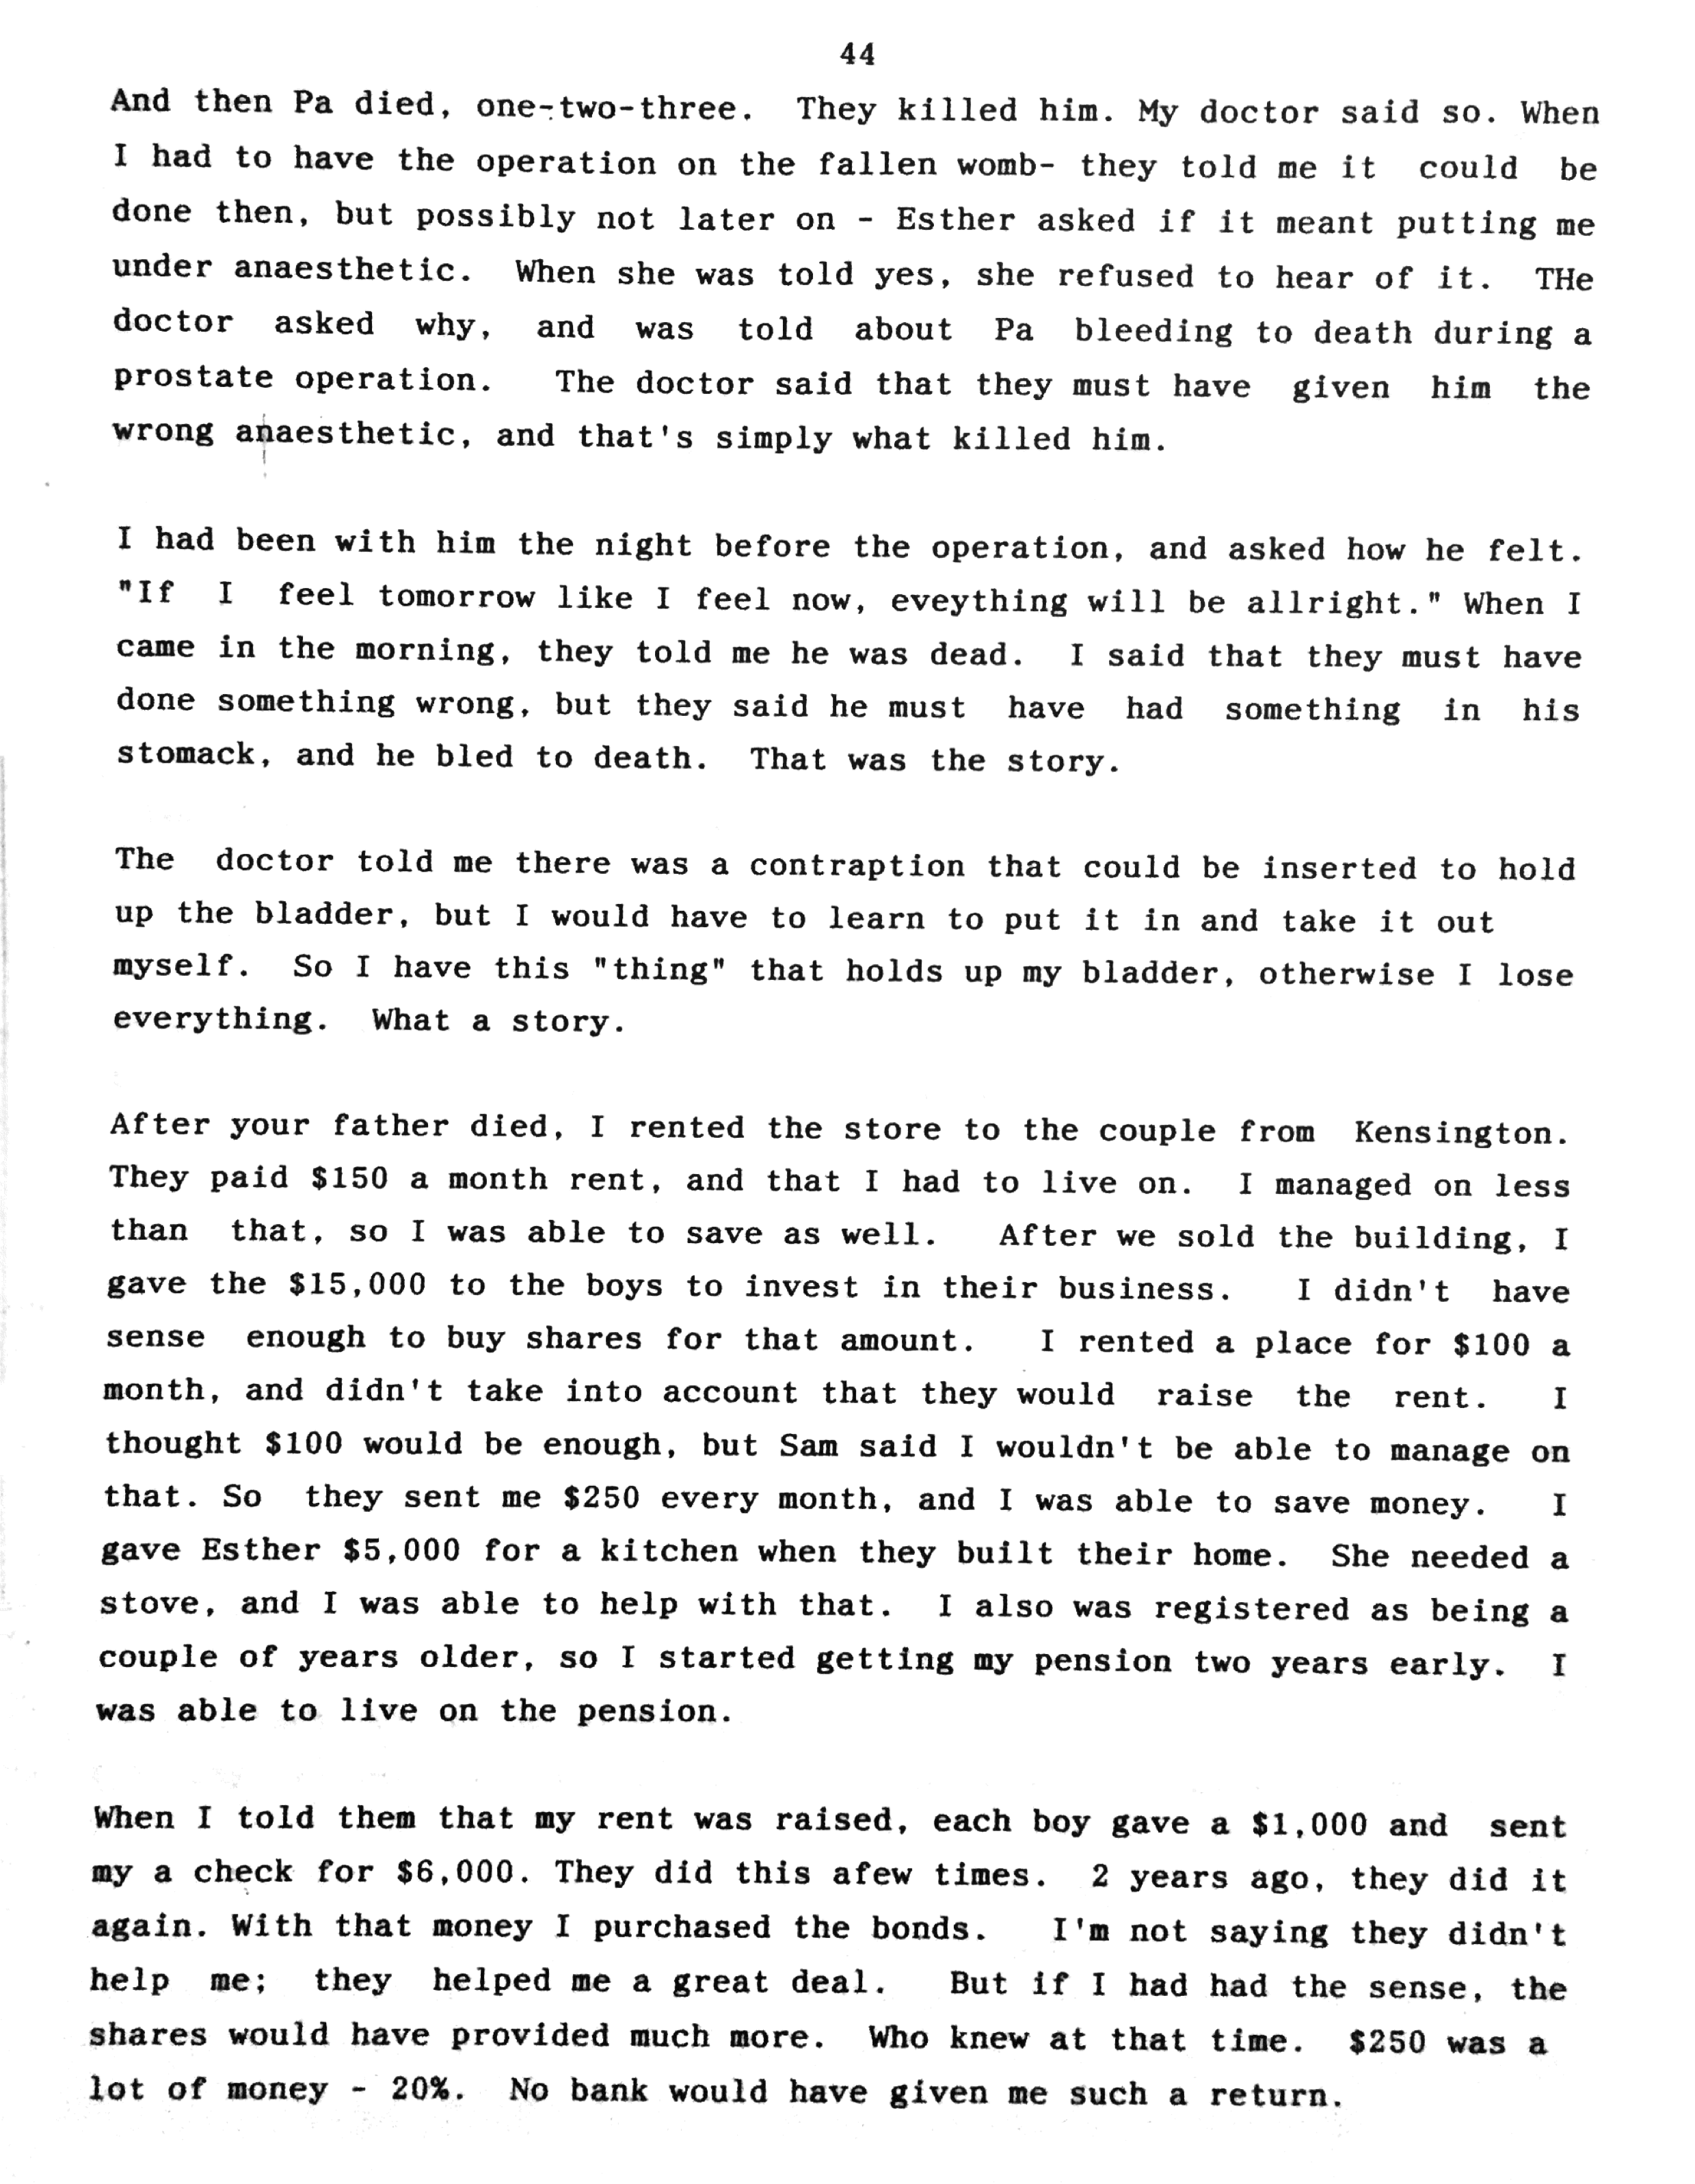 44
And then Pa died, one-two-three. They killed him. My doctor said so. When
I had to have the operation on the fallen womb- they told me it could be
done then, but possibly not later on - Esther asked if it meant putting me
under anaesthetic. When she was told yes, she refused to hear of it. THe
doctor asked why, and was told about Pa bleeding to death during a
prostate operation. The doctor said that they must have given him the
wrong anaesthetic, and that's simply what killed him.
I had been with him the night before the operation, and asked how he felt.
"If I feel tomorrow like I feel now, eveything will be allright." When I
came in the morning, they told me he was dead. I said that they must have
done something wrong, but they said he must have had something in his
stomack, and he bled to death. That was the story.
The doctor told me there was a contraption that could be inserted to hold
up the bladder, but I would have to learn to put it in and take it out
myself. So I have this "thing" that holds up my bladder, otherwise I lose
everything. What a story.
After your father died, I rented the store to the couple from Kensington.
They paid $150 a month rent, and that I had to live on. I managed on less
than that, so I was able to save as well. After we sold the building, I
gave the $15,000 to the boys to invest in their business. I didn't have
sense enough to buy shares for that amount. I rented a place for $100 a
month, and didn't take into account that they would raise the rent. I
thought $100 would be enough, but Sam said I wouldn't be able to manage on
that. So they sent me $250 every month, and I was able to save money. I
gave Esther $5,000 for a kitchen when they built their home. She needed a
stove, and I was able to help with that. I also was registered as being a
couple of years older, so I started getting my pension two years early. I
was able to live on the pension.
When I told them that my rent was raised, each boy gave a $1,000 and sent
my a check for $6,000. They did this afew times. 2 years ago, they did it
again. With that money I purchased the bonds. I'm not saying they didn't
help me; they helped me a great deal. But if I had had the sense, the
shares would have provided much more. Who knew at that time. $250 was a
lot of money - 20%. No bank would have given me such a return.